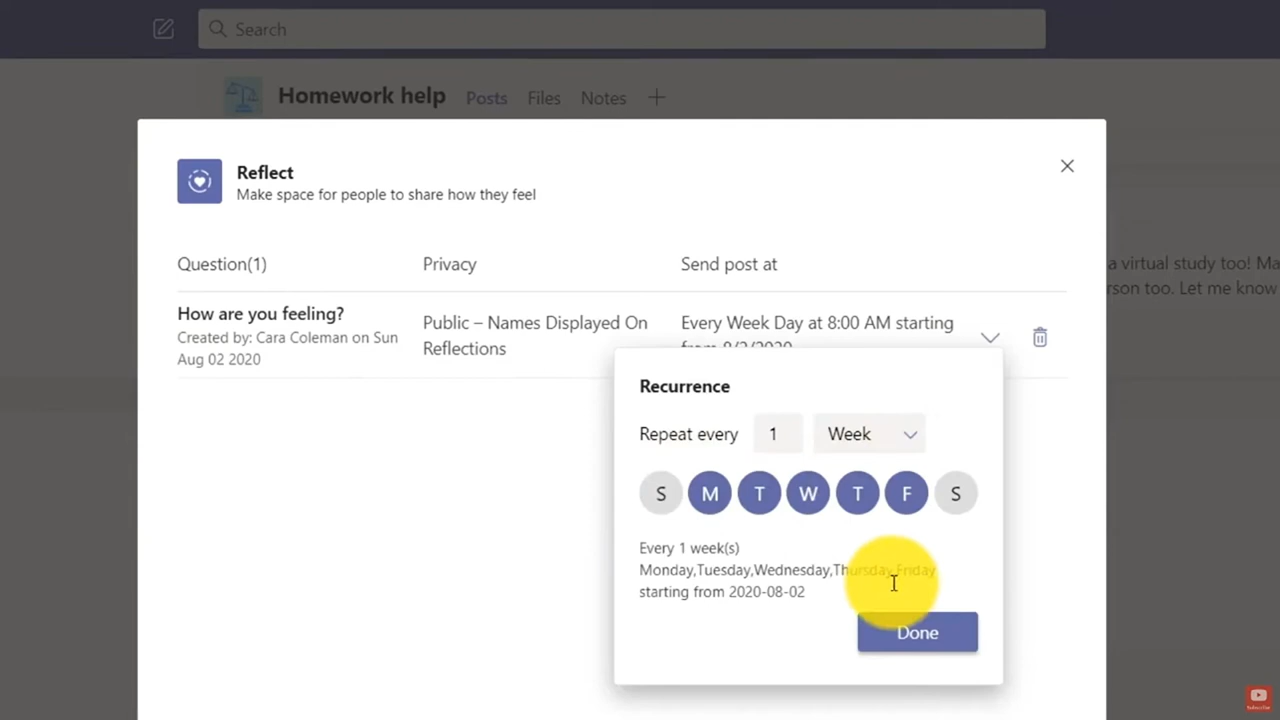 Search
Homework help Posts Files Notes
Reflect
Make space for people to share how they feel
a virtual study too! Ma
rson too. Let me know
Question(1) Privacy Send post at
How are you feeling?
Created by: Cara Coleman on Sun
Aug 02 2020
Public – Names Displayed On
Reflections
Every Week Day at 8:00 AM starting
from 8/2/2020
Recurrence
Repeat every 1 Week
S M T W T F S
Every 1 week(s)
Monday,Tuesday,Wednesday,Thursday,Friday
starting from 2020-08-02
Done